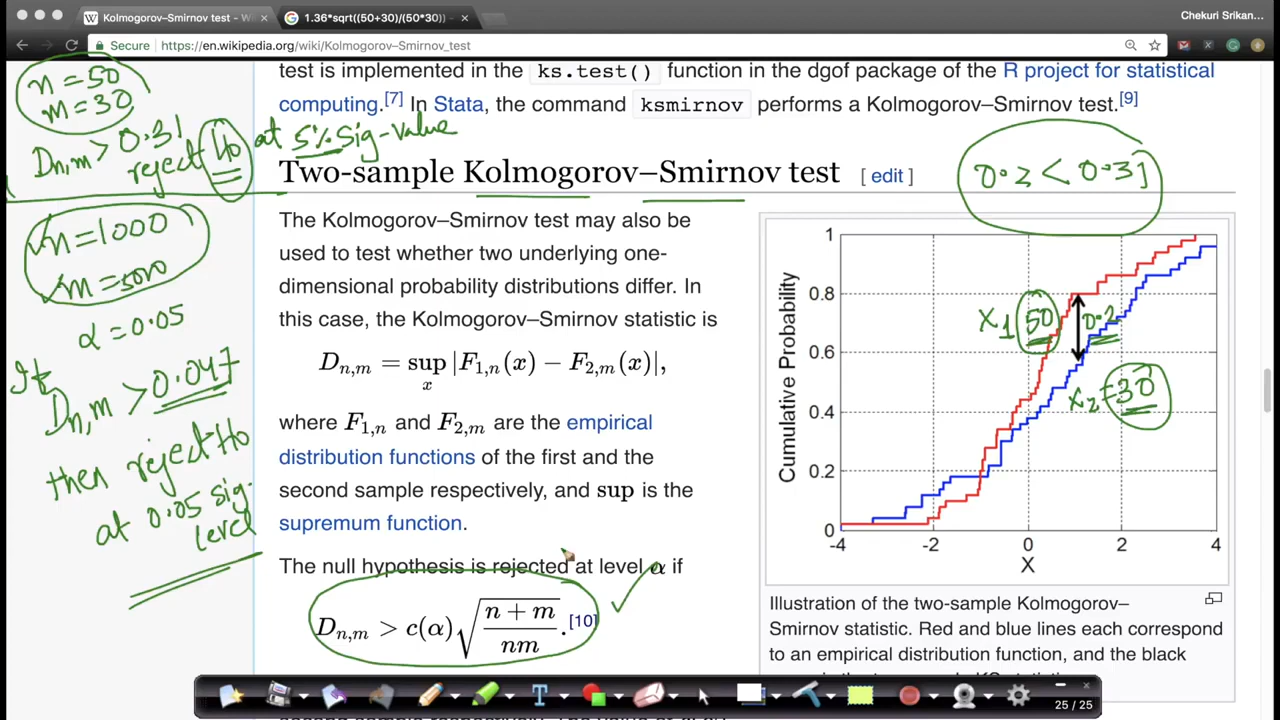 Kolmogorov-Smirnov test - W
1.36*sqrt((50+30)/(50*30)) -
Chekuri Srikan...
Secure
https://en.wikipedia.org/wiki/Kolmogorov–Smirnov_test
test is implemented in the ks.test() function in the dgof package of the R project for statistical
computing.[7] In Stata, the command ksmirnov performs a Kolmogorov–Smirnov test.[9]
n=50
m=30
Dn,m > 0.31
reject Ho at 5% sig-value
Two-sample Kolmogorov–Smirnov test [ edit ]
0.2 < 0.31
n=1000
m=5000
α=0.05
If
Dn,m > 0.047
then reject Ho
at 0.05 sig-
level
The Kolmogorov–Smirnov test may also be
used to test whether two underlying one-
dimensional probability distributions differ. In
this case, the Kolmogorov–Smirnov statistic is
Dn,m = sup x |F1,n(x) − F2,m(x)|,
where F1,n and F2,m are the empirical
distribution functions of the first and the
second sample respectively, and sup is the
supremum function.
The null hypothesis is rejected at level α if
Dn,m > c(α)√((n + m)/nm).[10]
1
0.8
0.6
0.4
0.2
0
Cumulative Probability
-4 -2 0 2 4
X
X1 50
0.2
X2 - 30
Illustration of the two-sample Kolmogorov–
Smirnov statistic. Red and blue lines each correspond
to an empirical distribution function, and the black
T
25 / 25